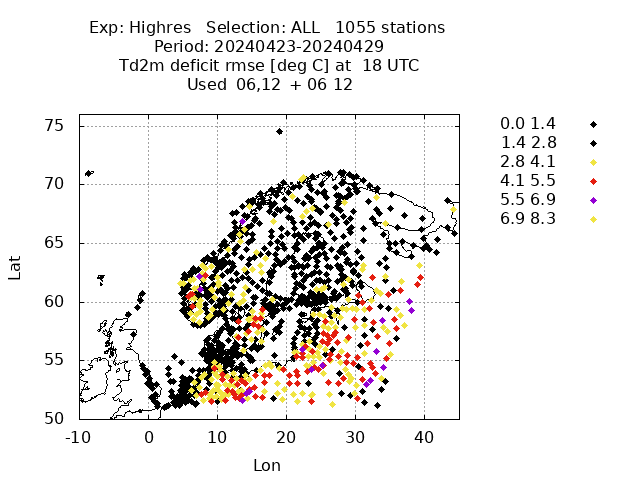 Exp: Highres   Selection: ALL   1055 stations
Period: 20240423-20240429
Td2m deficit rmse [deg C] at  18 UTC
Used  06,12  + 06 12
0.0 1.4
1.4 2.8
2.8 4.1
4.1 5.5
5.5 6.9
6.9 8.3
75
70
65
60
55
50
Lat
-10 0 10 20 30 40
Lon